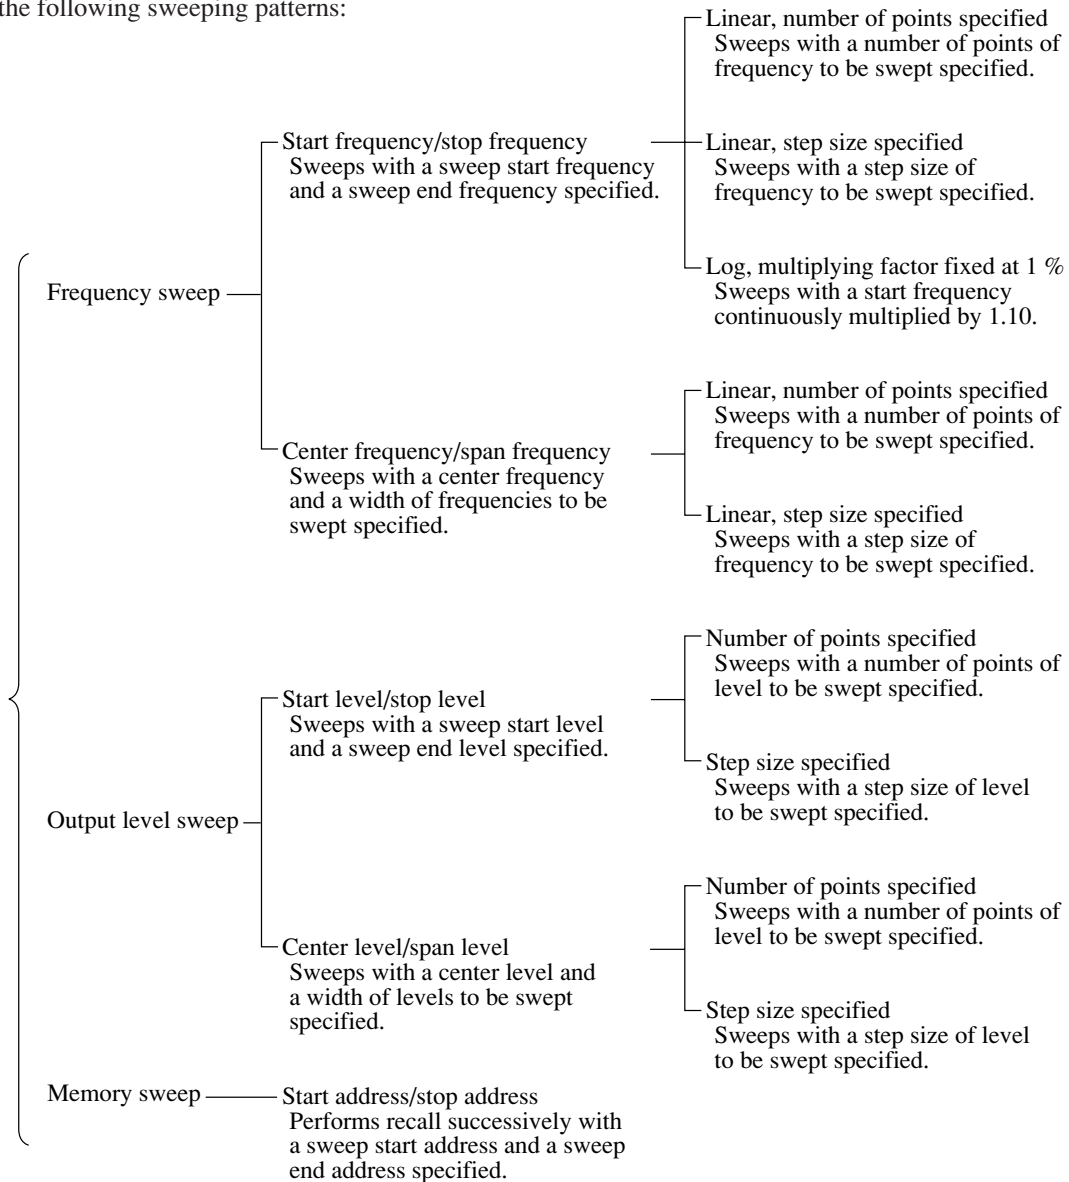 the following sweeping patterns:
Linear, number of points specified
Sweeps with a number of points of
frequency to be swept specified.
Start frequency/stop frequency
Sweeps with a sweep start frequency
and a sweep end frequency specified.
Linear, step size specified
Sweeps with a step size of
frequency to be swept specified.
Log, multiplying factor fixed at 1 %
Sweeps with a start frequency
continuously multiplied by 1.10.
Frequency sweep
Linear, number of points specified
Sweeps with a number of points of
frequency to be swept specified.
Center frequency/span frequency
Sweeps with a center frequency
and a width of frequencies to be
swept specified.
Linear, step size specified
Sweeps with a step size of
frequency to be swept specified.
Number of points specified
Sweeps with a number of points of
level to be swept specified.
Start level/stop level
Sweeps with a sweep start level
and a sweep end level specified.
Step size specified
Sweeps with a step size of level
to be swept specified.
Output level sweep
Number of points specified
Sweeps with a number of points of
level to be swept specified.
Center level/span level
Sweeps with a center level and
a width of levels to be swept
specified.
Step size specified
Sweeps with a step size of level
to be swept specified.
Memory sweep
Start address/stop address
Performs recall successively with
a sweep start address and a sweep
end address specified.